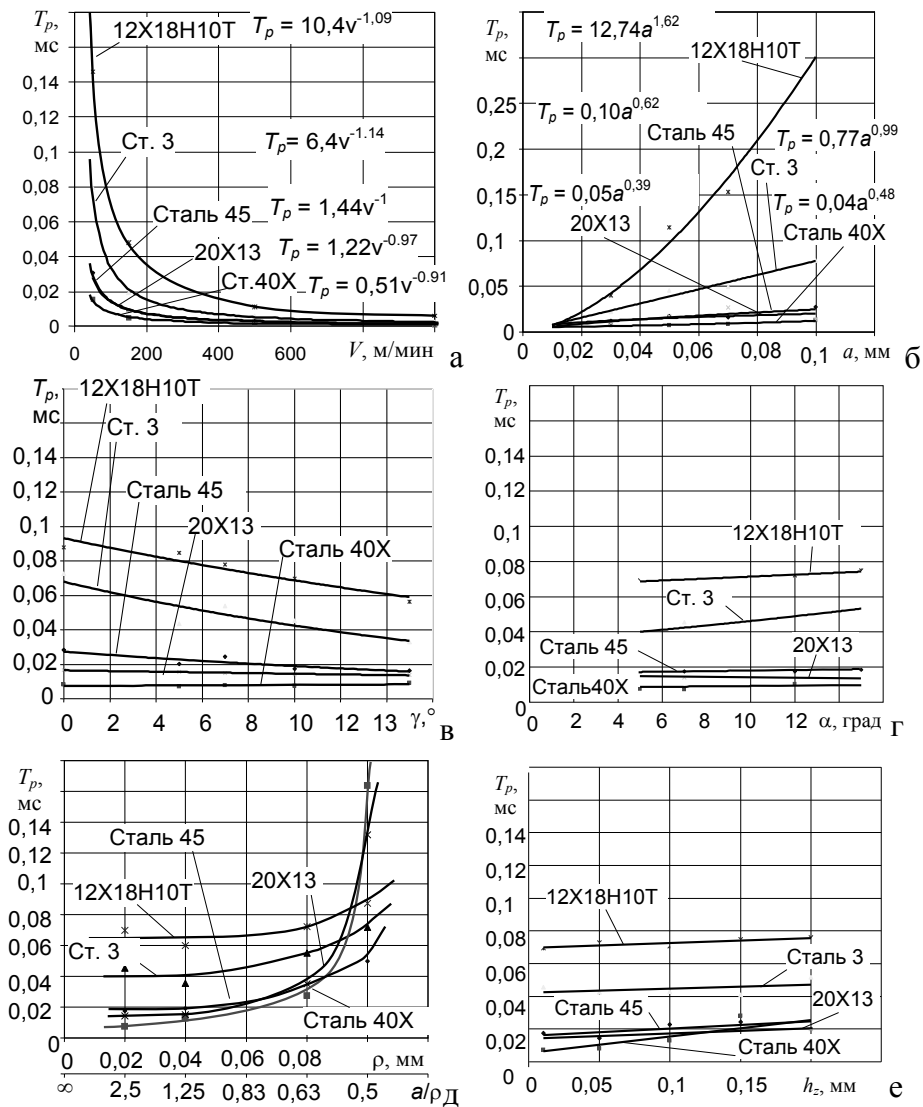 Tp,
мс
12Х18Н10Т
Tp = 10,4v-1,09
0,14
0,12
0,1
Ст. 3
Tp= 6,4v-1.14
0,08
0,06
Сталь 45
Tp = 1,44v-1
0,04
20Х13
Tp = 1,22v-0.97
0,02
Ст.40Х
Tp = 0,51v-0.91
0
0 200 400 600
V, м/мин
а
Tp,
мс
Tp = 12,74a1,62
12Х18Н10Т
0,25
Tp = 0,10a0,62
Сталь 45
0,2
Tp = 0,77a0,99
0,15
Ст. 3
Tp = 0,05a0,39
Tp = 0,04a0,48
0,1
20Х13
Сталь 40Х
0,05
0
0 0,02 0,04 0,06 0,08 0,1 a, мм
б
Tp,
мс
12Х18Н10Т
Ст. 3
0,14
0,12
Сталь 45
0,1
20Х13
Сталь 40Х
0,08
0,06
0,04
0,02
0
0 2 4 6 8 10 12 13 γ,°
в
Tp,
мс
0,14
0,12
0,1
12Х18Н10Т
0,08
0,06
Ст. 3
0,04
Сталь 45
20Х13
0,02
Сталь40Х
0
0 2 4 6 8 10 12 α, град
г
Tp,
мс
0,14
Сталь 45
0,12
0,1
12Х18Н10Т
20Х13
0,08
Ст. 3
0,06
0,04
0,02
Сталь 40Х
0
0 0,02 0,04 0,06 0,08 ρ, мм
∞ 2,5 1,25 0,83 0,63 0,5 a/ρ
д
Tp,
мс
0,14
0,12
0,1
12Х18Н10Т
0,08
Сталь 3
0,06
0,04
Сталь 45
20Х13
0,02
Сталь 40Х
0
0 0,05 0,1 0,15 hz, мм
е